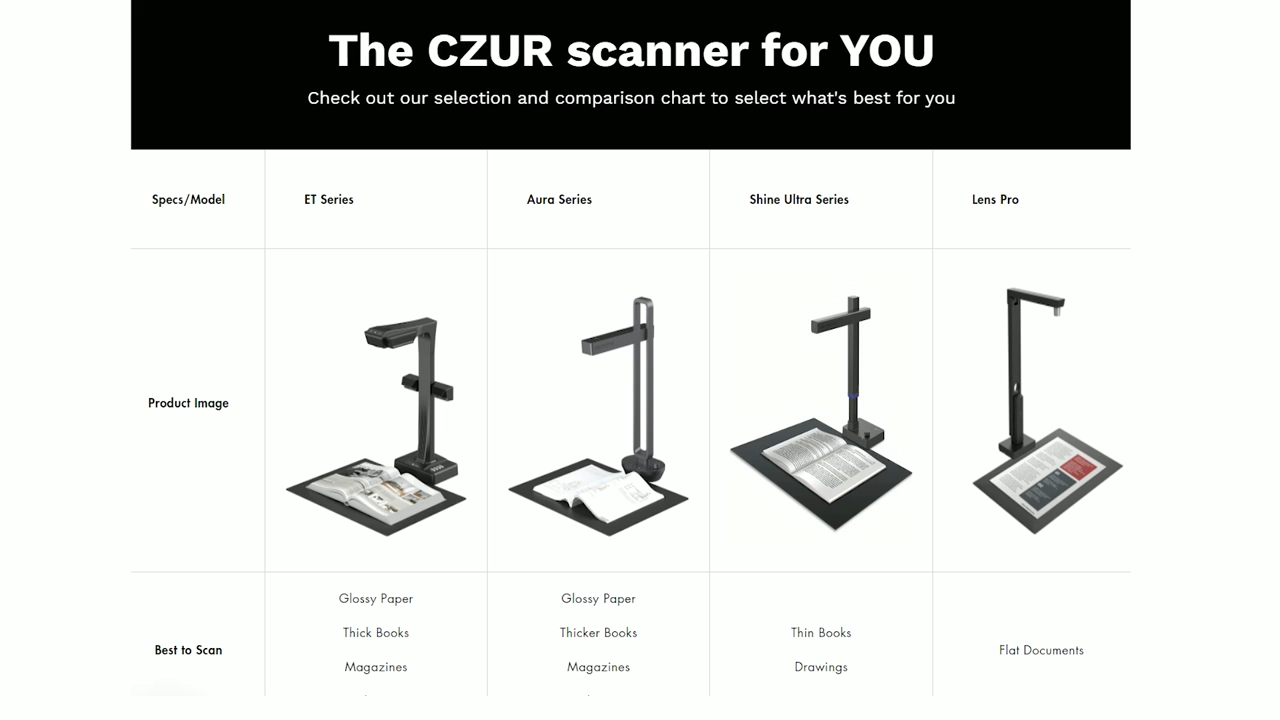 The CZUR scanner for YOU
Check out our selection and comparison chart to select what's best for you
Specs/Model
ET Series
Aura Series
Shine Ultra Series
Lens Pro
Product Image
Best to Scan
Glossy Paper
Thick Books
Magazines
Glossy Paper
Thicker Books
Magazines
Thin Books
Drawings
Flat Documents